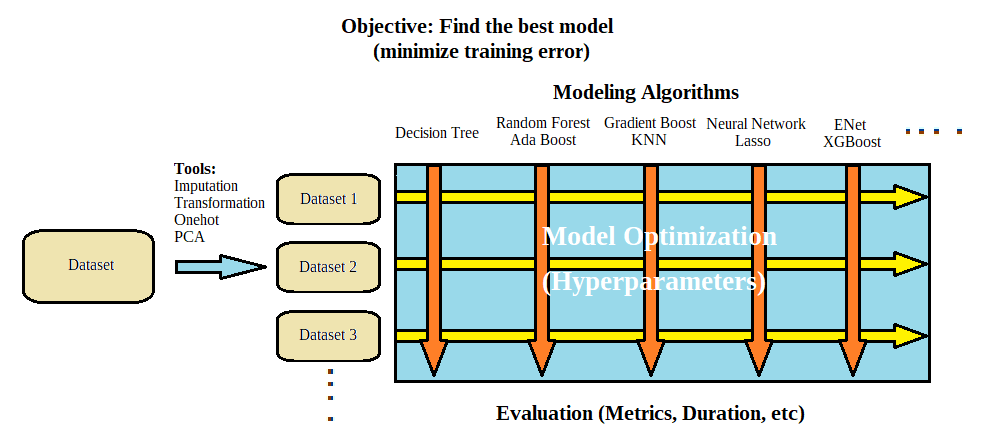 Objective: Find the best model
(minimize training error)
Modeling Algorithms
Decision Tree
Random Forest
Ada Boost
Gradient Boost
KNN
Neural Network
Lasso
ENet
XGBoost
Tools:
Imputation
Transformation
Onehot
PCA
Dataset
Dataset 1
Dataset 2
Dataset 3
Model Optimization
(Hyperparameters)
Evaluation (Metrics, Duration, etc)